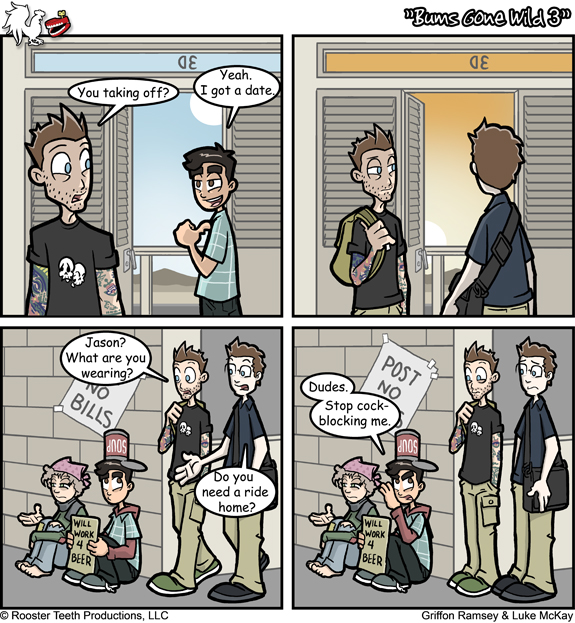 "Bums Gone Wild 3"
3D
You taking off?
Yeah.
I got a date.
3D
Jason?
What are you
wearing?
NO
BILLS
SOUP
WILL
WORK
4
BEER
Do you
need a ride
home?
POST
NO
Dudes.
Stop cock-
blocking me.
SOUP
WILL
WORK
4
BEER
© Rooster Teeth Productions, LLC
Griffon Ramsey & Luke McKay